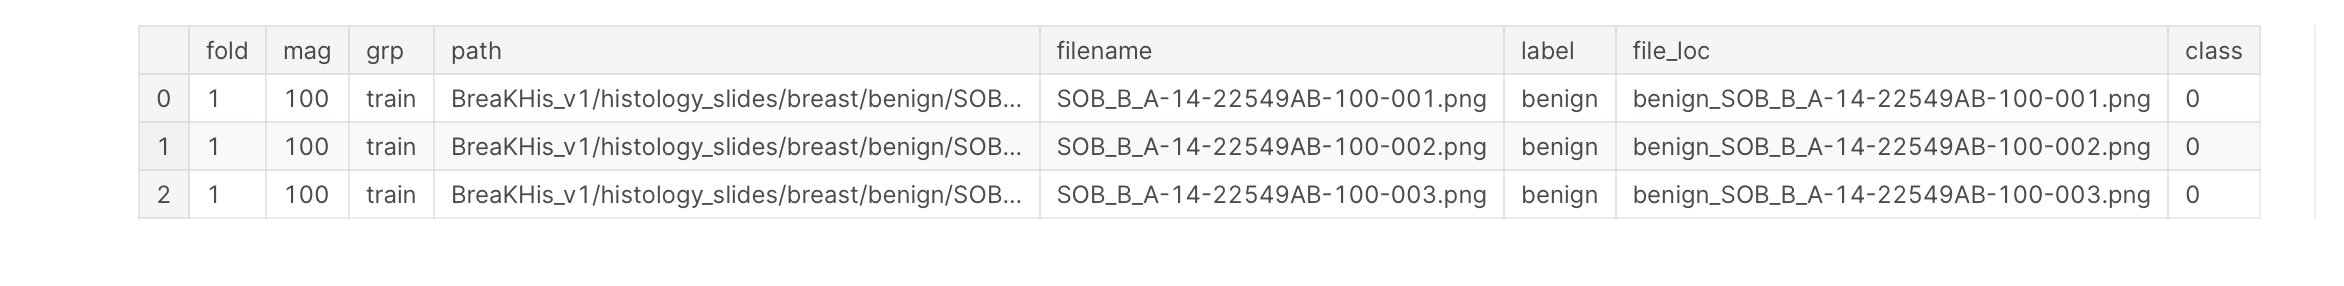 fold mag grp path filename label file_loc class
0 1 100 train BreaKHis_v1/histology_slides/breast/benign/SOB... SOB_B_A-14-22549AB-100-001.png benign benign_SOB_B_A-14-22549AB-100-001.png 0
1 1 100 train BreaKHis_v1/histology_slides/breast/benign/SOB... SOB_B_A-14-22549AB-100-002.png benign benign_SOB_B_A-14-22549AB-100-002.png 0
2 1 100 train BreaKHis_v1/histology_slides/breast/benign/SOB... SOB_B_A-14-22549AB-100-003.png benign benign_SOB_B_A-14-22549AB-100-003.png 0